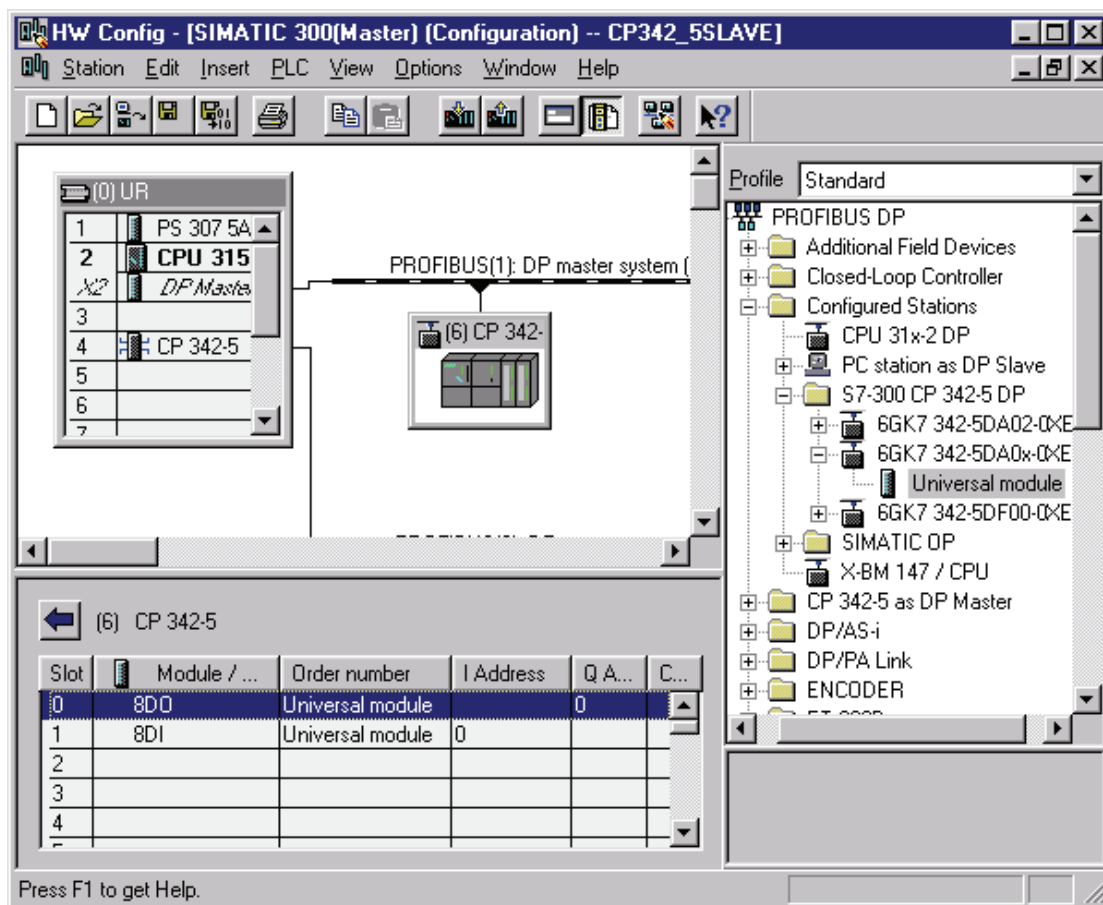 HW Config - [SIMATIC 300(Master) (Configuration) -- CP342_5SLAVE]
Station Edit Insert PLC View Options Window Help
(0) UR
1 PS 307 5A
2 CPU 315
X2 DP Master
3
4 CP 342-5
5
6
7
PROFIBUS(1): DP master system (
(6) CP 342-
Profile Standard
PROFIBUS DP
Additional Field Devices
Closed-Loop Controller
Configured Stations
CPU 31x-2 DP
PC station as DP Slave
S7-300 CP 342-5 DP
6GK7 342-5DA02-0XE
6GK7 342-5DA0x-0XE
Universal module
6GK7 342-5DF00-0XE
SIMATIC OP
X-BM 147 / CPU
CP 342-5 as DP Master
DP/AS-i
DP/PA Link
ENCODER
(6) CP 342-5
Slot Module / ... Order number I Address Q A... C...
0 8DO Universal module 0
1 8DI Universal module 0
2
3
4
Press F1 to get Help.